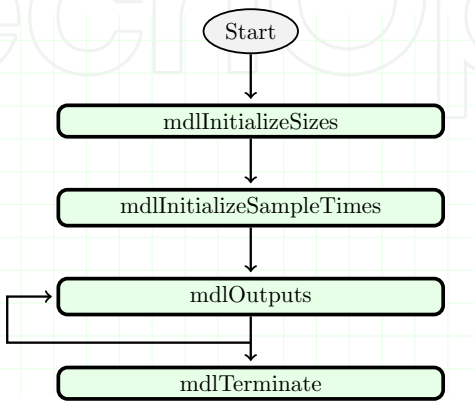 Start
mdlInitializeSizes
mdlInitializeSampleTimes
mdlOutputs
mdlTerminate